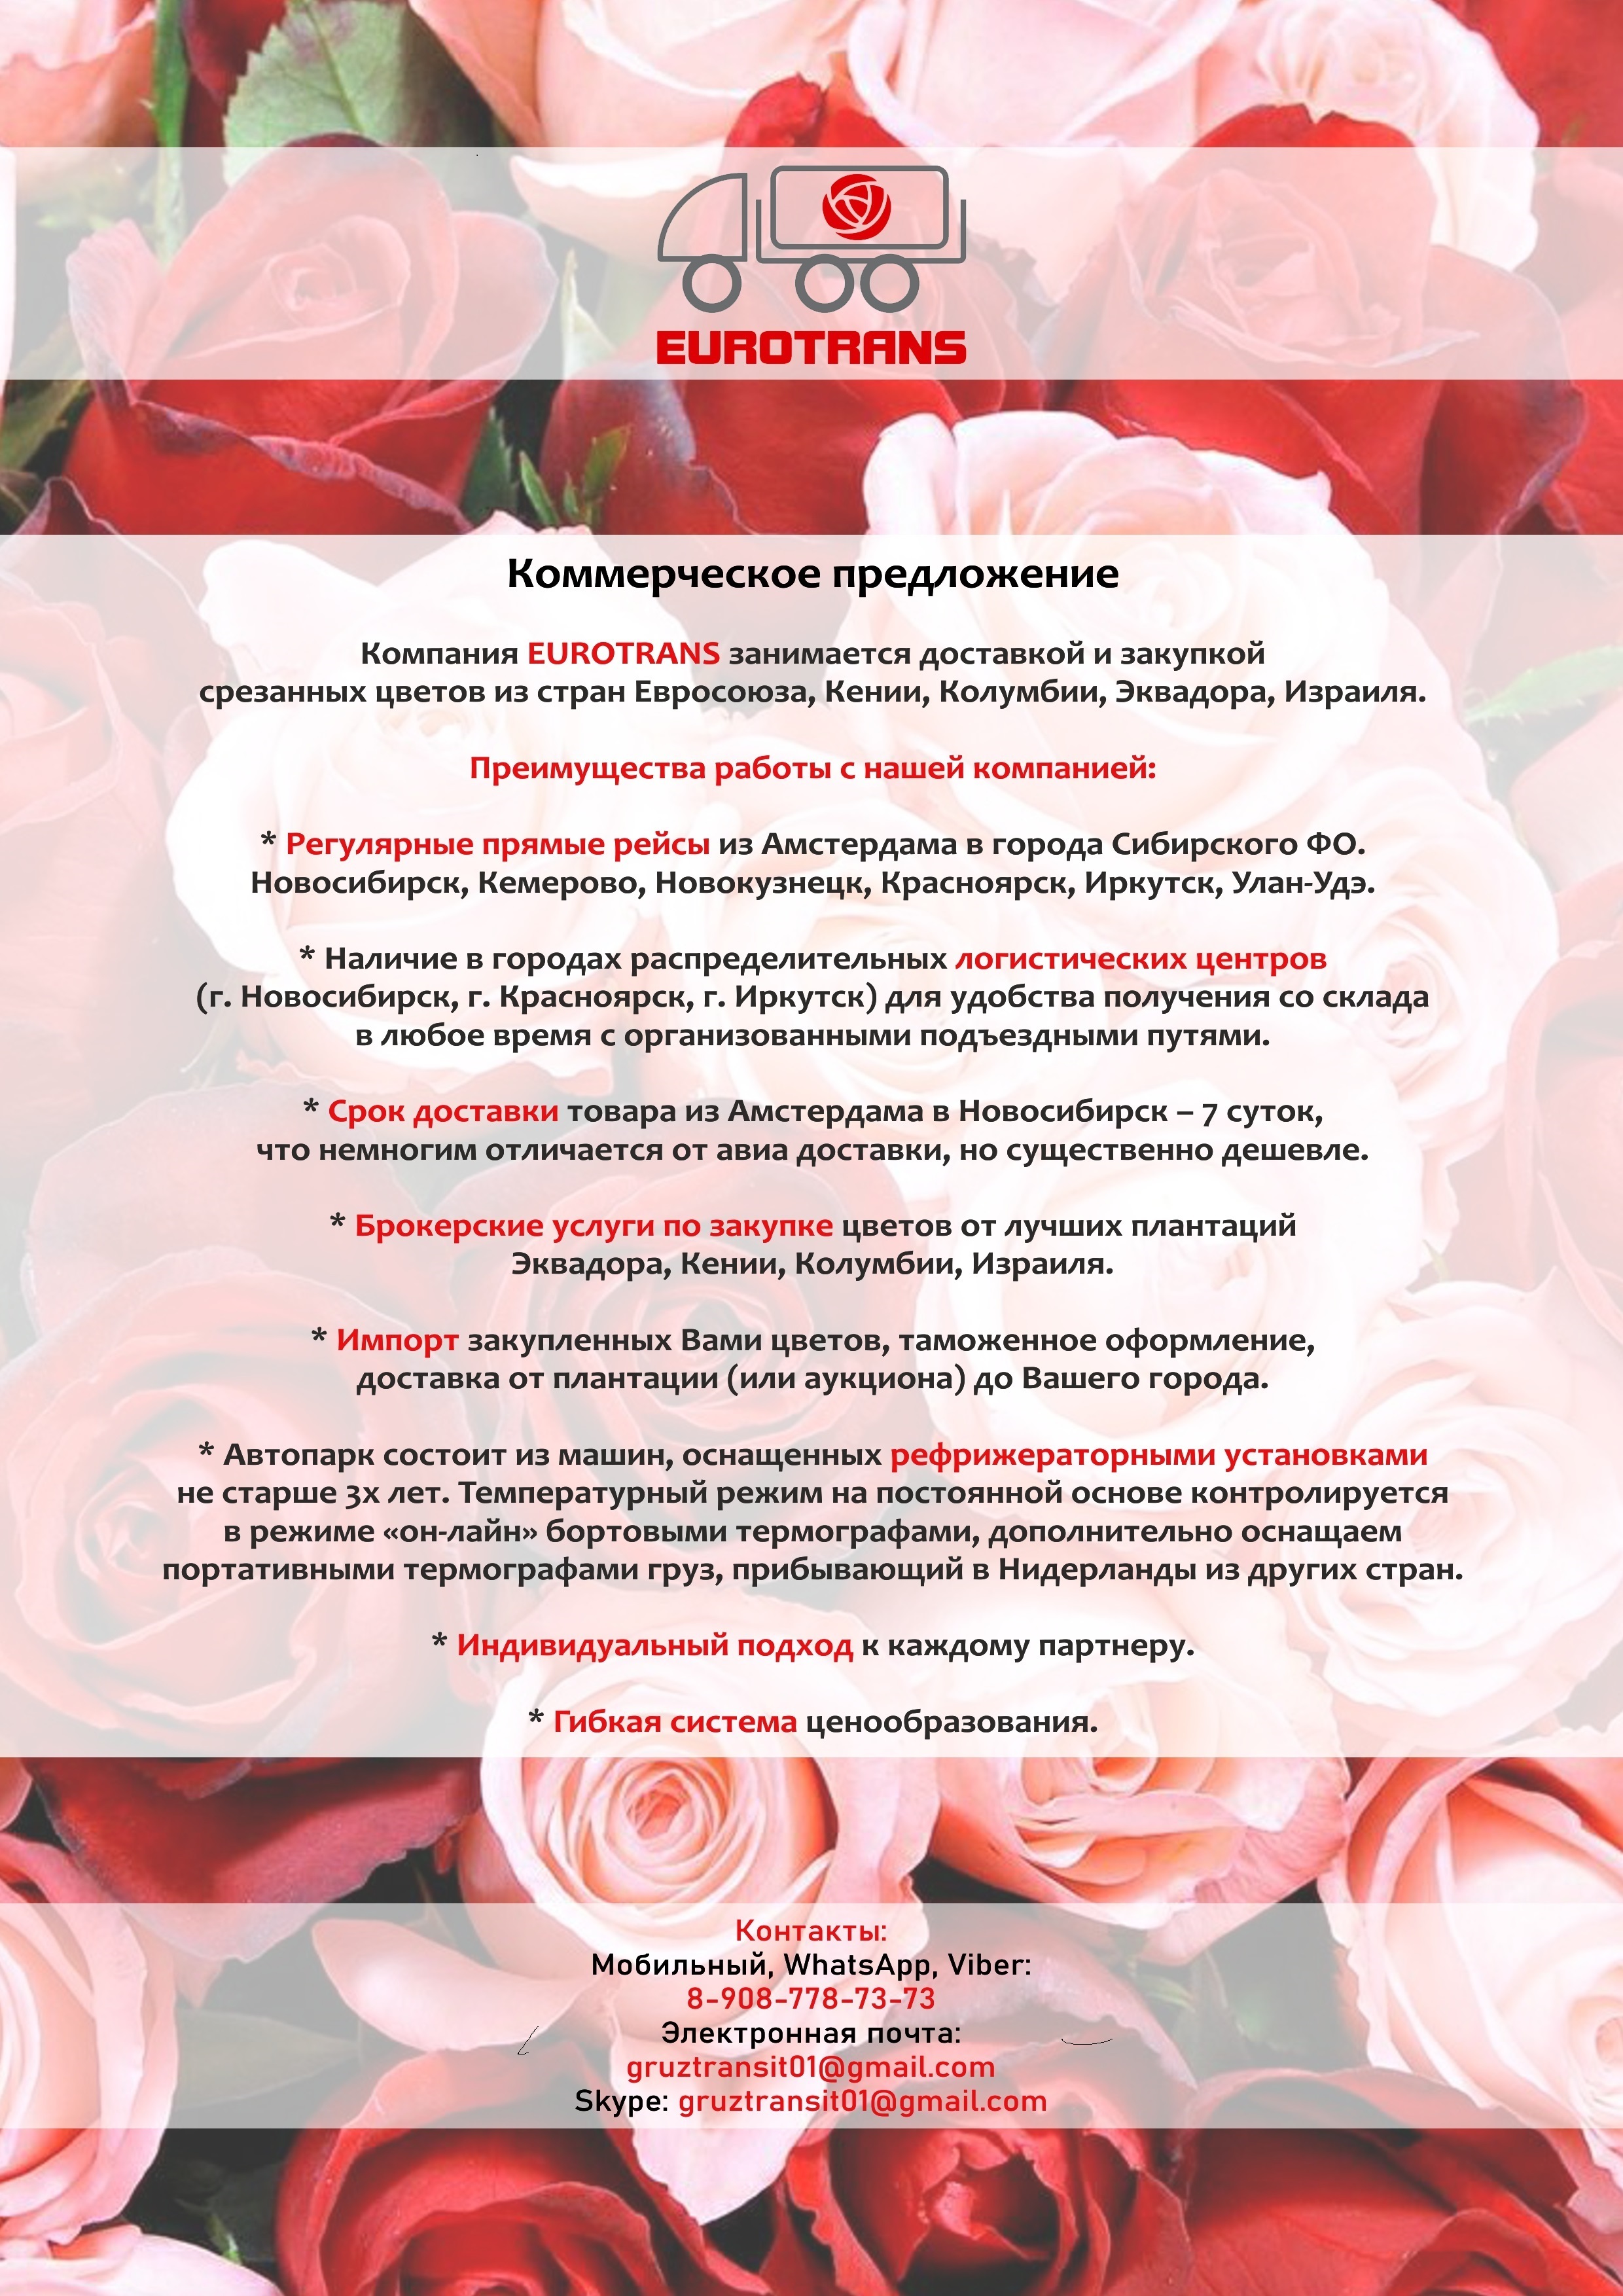 EUROTRANS
Коммерческое предложение
Компания EUROTRANS занимается доставкой и закупкой
срезанных цветов из стран Евросоюза, Кении, Колумбии, Эквадора, Израиля.
Преимущества работы с нашей компанией:
* Регулярные прямые рейсы из Амстердама в города Сибирского ФО.
Новосибирск, Кемерово, Новокузнецк, Красноярск, Иркутск, Улан-Удэ.
* Наличие в городах распределительных логистических центров
(г. Новосибирск, г. Красноярск, г. Иркутск) для удобства получения со склада
в любое время с организованными подъездными путями.
* Срок доставки товара из Амстердама в Новосибирск – 7 суток,
что немногим отличается от авиа доставки, но существенно дешевле.
* Брокерские услуги по закупке цветов от лучших плантаций
Эквадора, Кении, Колумбии, Израиля.
* Импорт закупленных Вами цветов, таможенное оформление,
доставка от плантации (или аукциона) до Вашего города.
* Автопарк состоит из машин, оснащенных рефрижераторными установками
не старше 3х лет. Температурный режим на постоянной основе контролируется
в режиме «он-лайн» бортовыми термографами, дополнительно оснащаем
портативными термографами груз, прибывающий в Нидерланды из других стран.
* Индивидуальный подход к каждому партнеру.
* Гибкая система ценообразования.
Контакты:
Мобильный, WhatsApp, Viber:
8-908-778-73-73
Электронная почта:
gruztransit01@gmail.com
Skype: gruztransit01@gmail.com